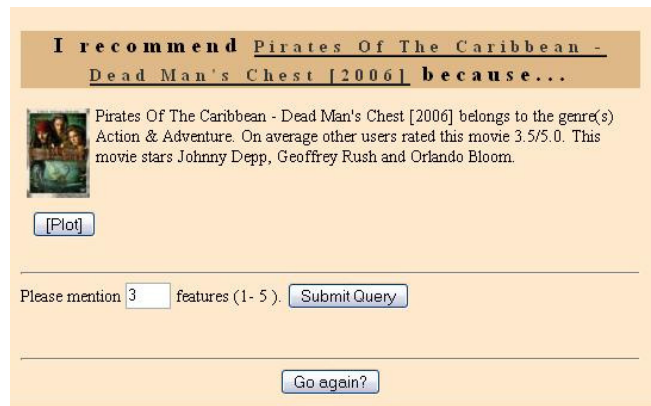 I recommend Pirates Of The Caribbean -
Dead Man's Chest [2006] because...
Pirates Of The Caribbean - Dead Man's Chest [2006] belongs to the genre(s)
Action & Adventure. On average other users rated this movie 3.5/5.0. This
movie stars Johnny Depp, Geoffrey Rush and Orlando Bloom.
[Plot]
Please mention 3 features (1- 5 ). Submit Query
Go again?